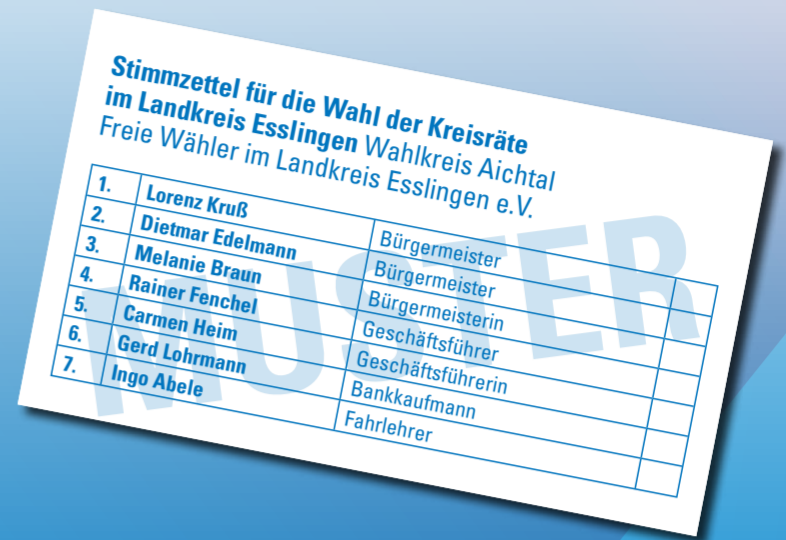 Stimmzettel für die Wahl der Kreisräte
im Landkreis Esslingen Wahlkreis Aichtal
Freie Wähler im Landkreis Esslingen e.V.
1. Lorenz Kruß Bürgermeister
2. Dietmar Edelmann Bürgermeister
3. Melanie Braun Bürgermeisterin
4. Rainer Fenchel Geschäftsführer
5. Carmen Heim Geschäftsführerin
6. Gerd Lohrmann Bankkaufmann
7. Ingo Abele Fahrlehrer
MUSTER